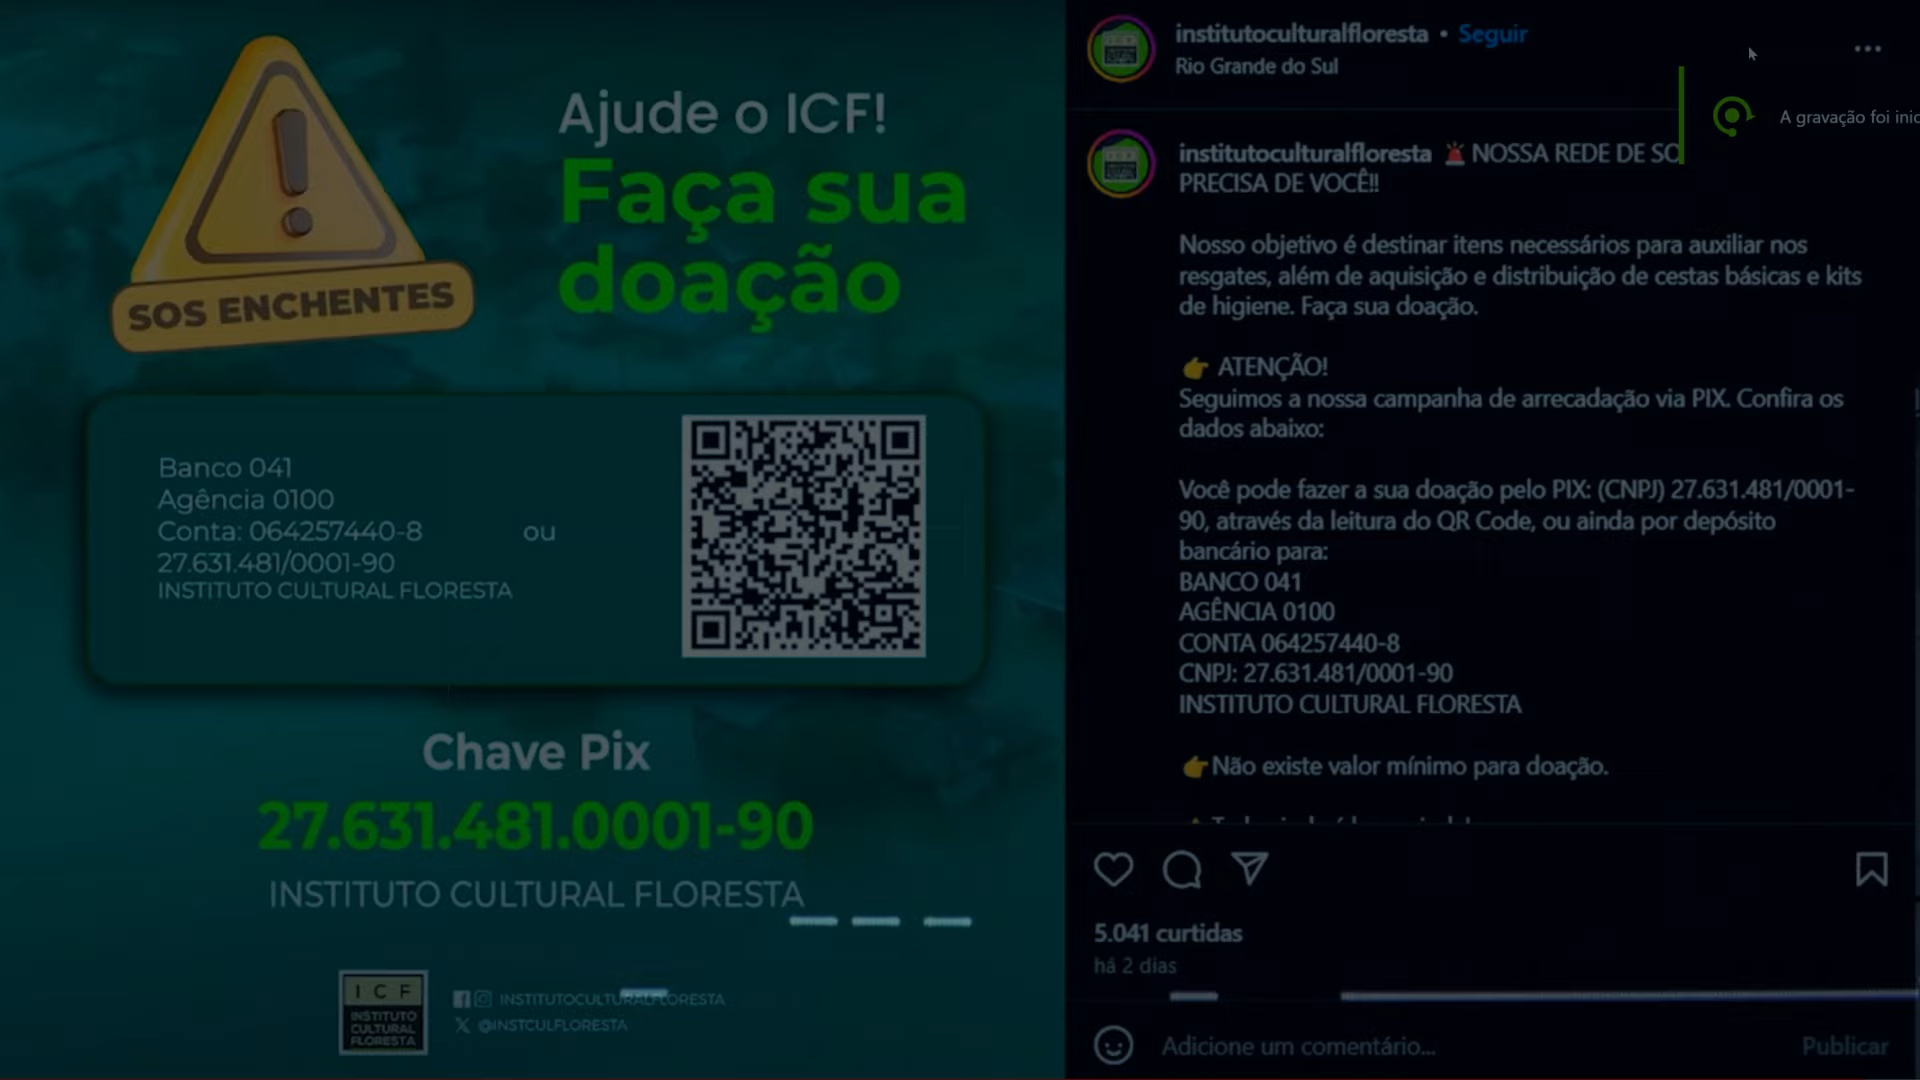 Ajude o ICF!
Faça sua
doação
SOS ENCHENTES
Banco 041
Agência 0100
Conta: 064257440-8
27.631.481/0001-90
INSTITUTO CULTURAL FLORESTA
ou
Chave Pix
27.631.481.0001-90
INSTITUTO CULTURAL FLORESTA
I C F
INSTITUTO
CULTURAL
FLORESTA
INSTITUTOCULTURALFLORESTA
@INSTCULFLORESTA
institutoculturalfloresta • Seguir
Rio Grande do Sul
A gravação foi
institutoculturalfloresta 🚨 NOSSA REDE DE
PRECISA DE VOCÊ!!
Nosso objetivo é destinar itens necessários para auxiliar nos
resgates, além de aquisição e distribuição de cestas básicas e kits
de higiene. Faça sua doação.
👉 ATENÇÃO!
Seguimos a nossa campanha de arrecadação via PIX. Confira os
dados abaixo:
Você pode fazer a sua doação pelo PIX: (CNPJ) 27.631.481/0001-
90, através da leitura do QR Code, ou ainda por depósito
bancário para:
BANCO 041
AGÊNCIA 0100
CONTA 064257440-8
CNPJ: 27.631.481/0001-90
INSTITUTO CULTURAL FLORESTA
👉Não existe valor mínimo para doação.
5.041 curtidas
há 2 dias
Adicione um comentário...
Publicar